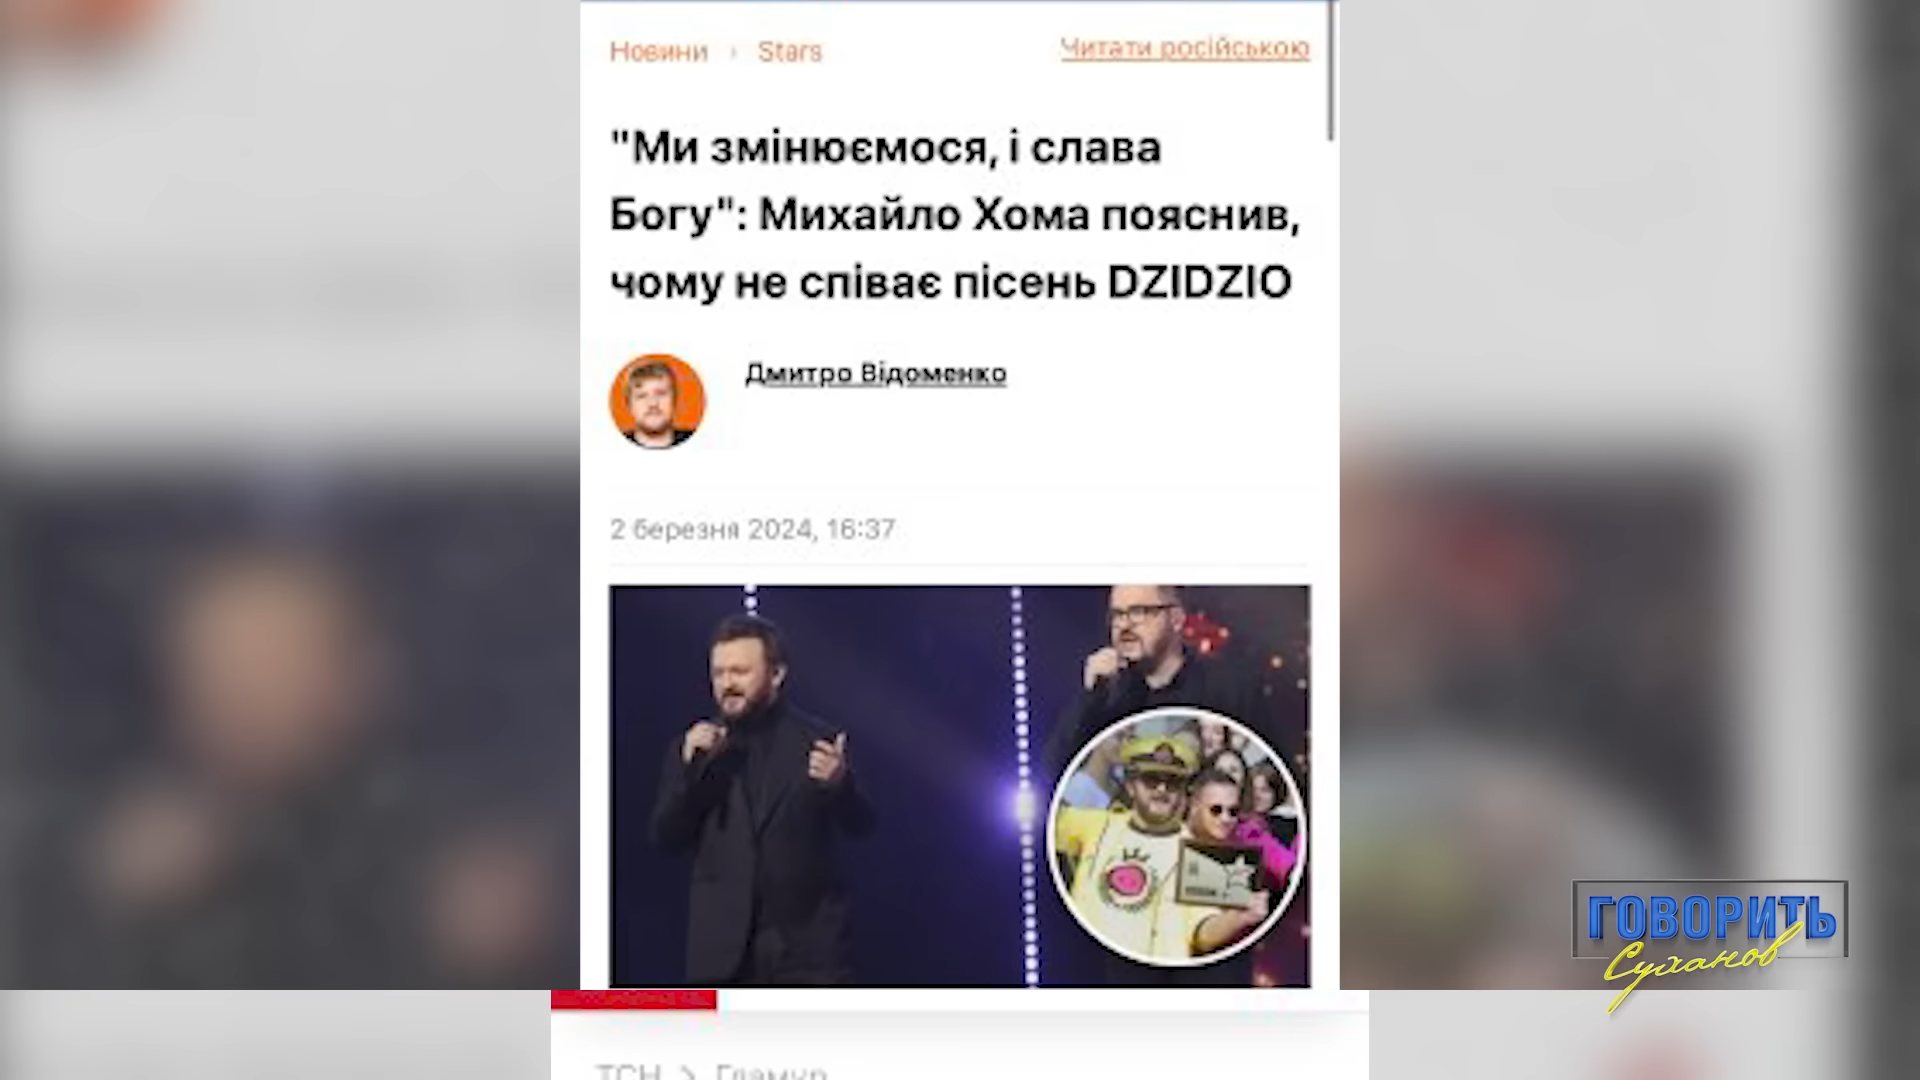 Новини › Stars
Читати російською
"Ми змінюємося, і слава
Богу": Михайло Хома пояснив,
чому не співає пісень DZIDZIO
Дмитро Відоменко
2 березня 2024, 16:37
ГОВОРИТЬ
Суханов
ТСН > Гламур